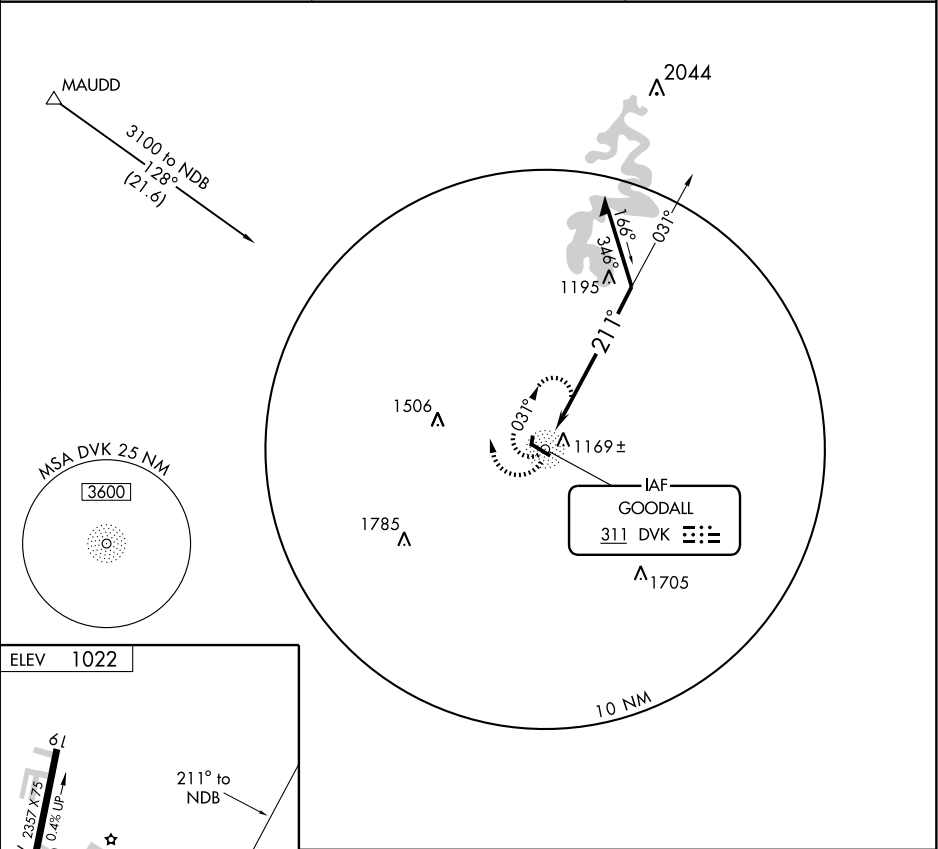 2044
MAUDD
3100 to NDB
128°
(21.6)
166°
346°
031°
1195
211°
1506
031°
1169±
MSA DVK 25 NM
3600
IAF
GOODALL
311 DVK
1785
1705
10 NM
ELEV 1022
19
2357 X 75
0.4% UP
211° to
NDB